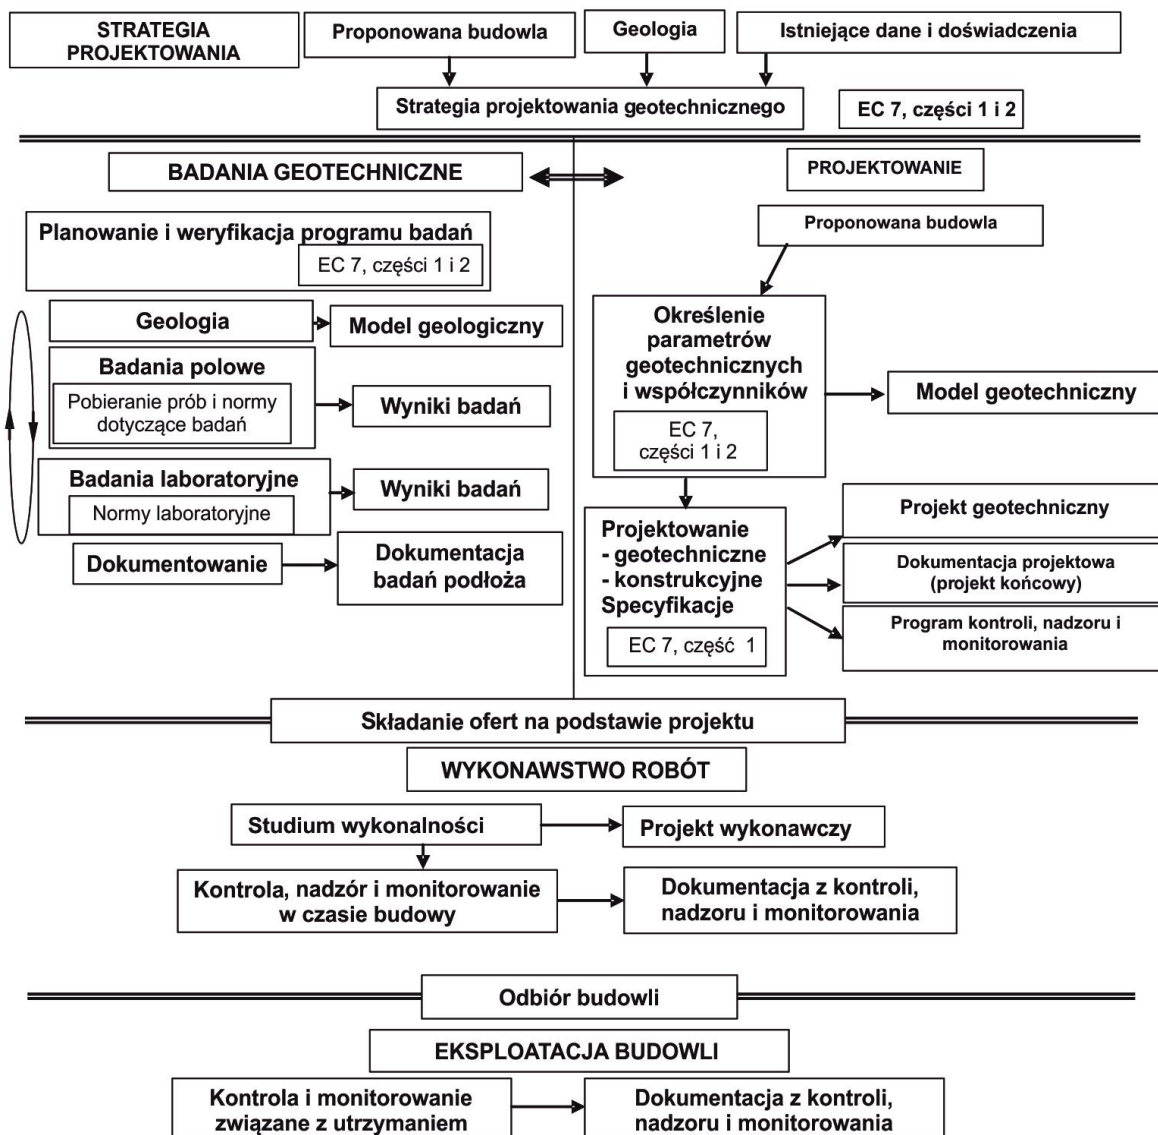 STRATEGIA
PROJEKTOWANIA
Proponowana budowla
Geologia
Istniejące dane i doświadczenia
Strategia projektowania geotechnicznego
EC 7, części 1 i 2
BADANIA GEOTECHNICZNE
PROJEKTOWANIE
Planowanie i weryfikacja programu badań
EC 7, części 1 i 2
Geologia
Model geologiczny
Badania polowe
Pobieranie prób i normy
dotyczące badań
Wyniki badań
Badania laboratoryjne
Normy laboratoryjne
Wyniki badań
Dokumentowanie
Dokumentacja
badań podłoża
Proponowana budowla
Określenie
parametrów
geotechnicznych
i współczynników
EC 7,
części 1 i 2
Model geotechniczny
Projektowanie
- geotechniczne
- konstrukcyjne
Specyfikacje
EC 7, część 1
Projekt geotechniczny
Dokumentacja projektowa
(projekt końcowy)
Program kontroli, nadzoru i
monitorowania
Składanie ofert na podstawie projektu
WYKONAWSTWO ROBÓT
Studium wykonalności
Projekt wykonawczy
Kontrola, nadzór i monitorowanie
w czasie budowy
Dokumentacja z kontroli,
nadzoru i monitorowania
Odbiór budowli
EKSPLOATACJA BUDOWLI
Kontrola i monitorowanie
związane z utrzymaniem
Dokumentacja z kontroli,
nadzoru i monitorowania